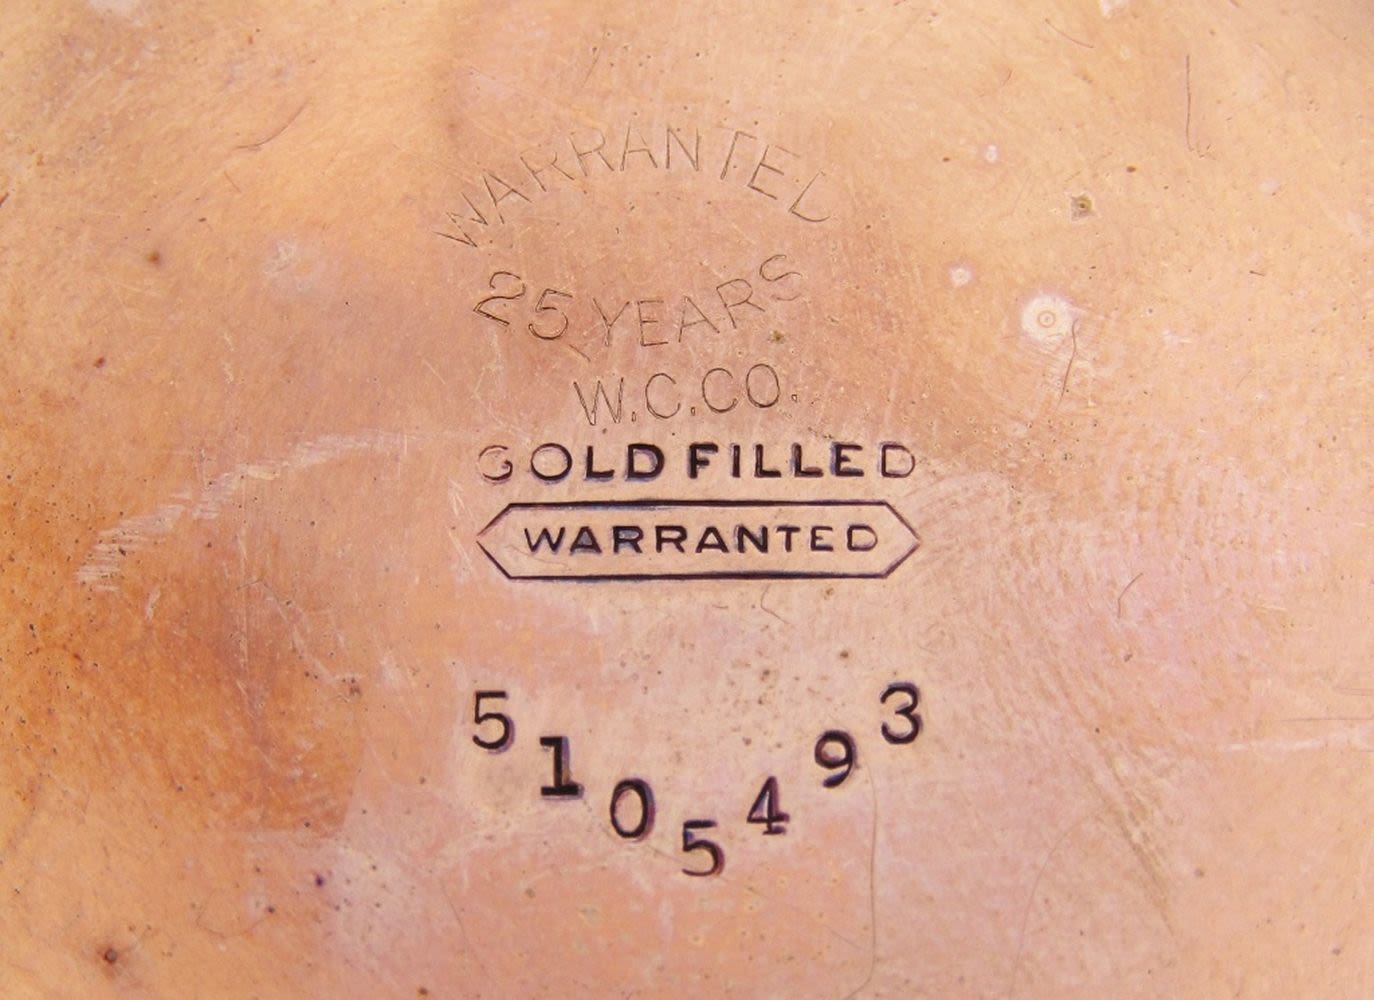 WARRANTED
25 YEARS
W.C.CO.
GOLD FILLED
WARRANTED
5105493